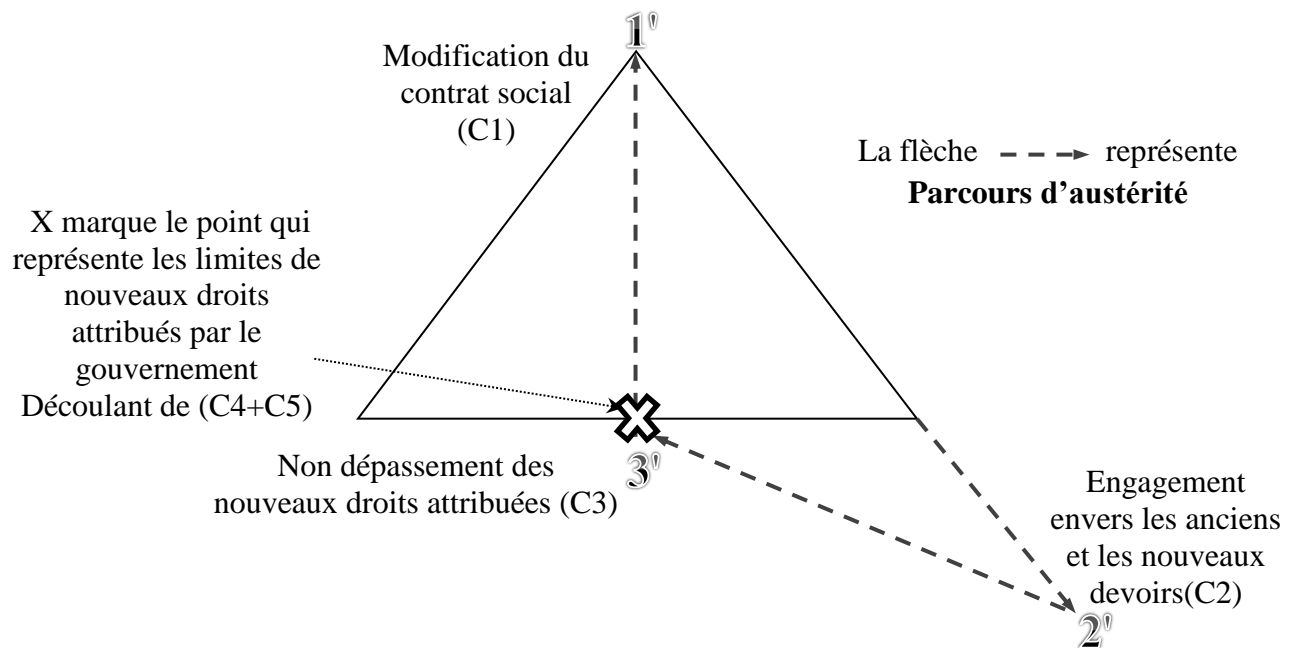 1'
Modification du
contrat social
(C1)
La flèche représente
Parcours d'austérité
X marque le point qui
représente les limites de
nouveaux droits
attribués par le
gouvernement
Découlant de (C4+C5)
Non dépassement des
nouveaux droits attribuées (C3)
3'
Engagement
envers les anciens
et les nouveaux
devoirs(C2)
2'